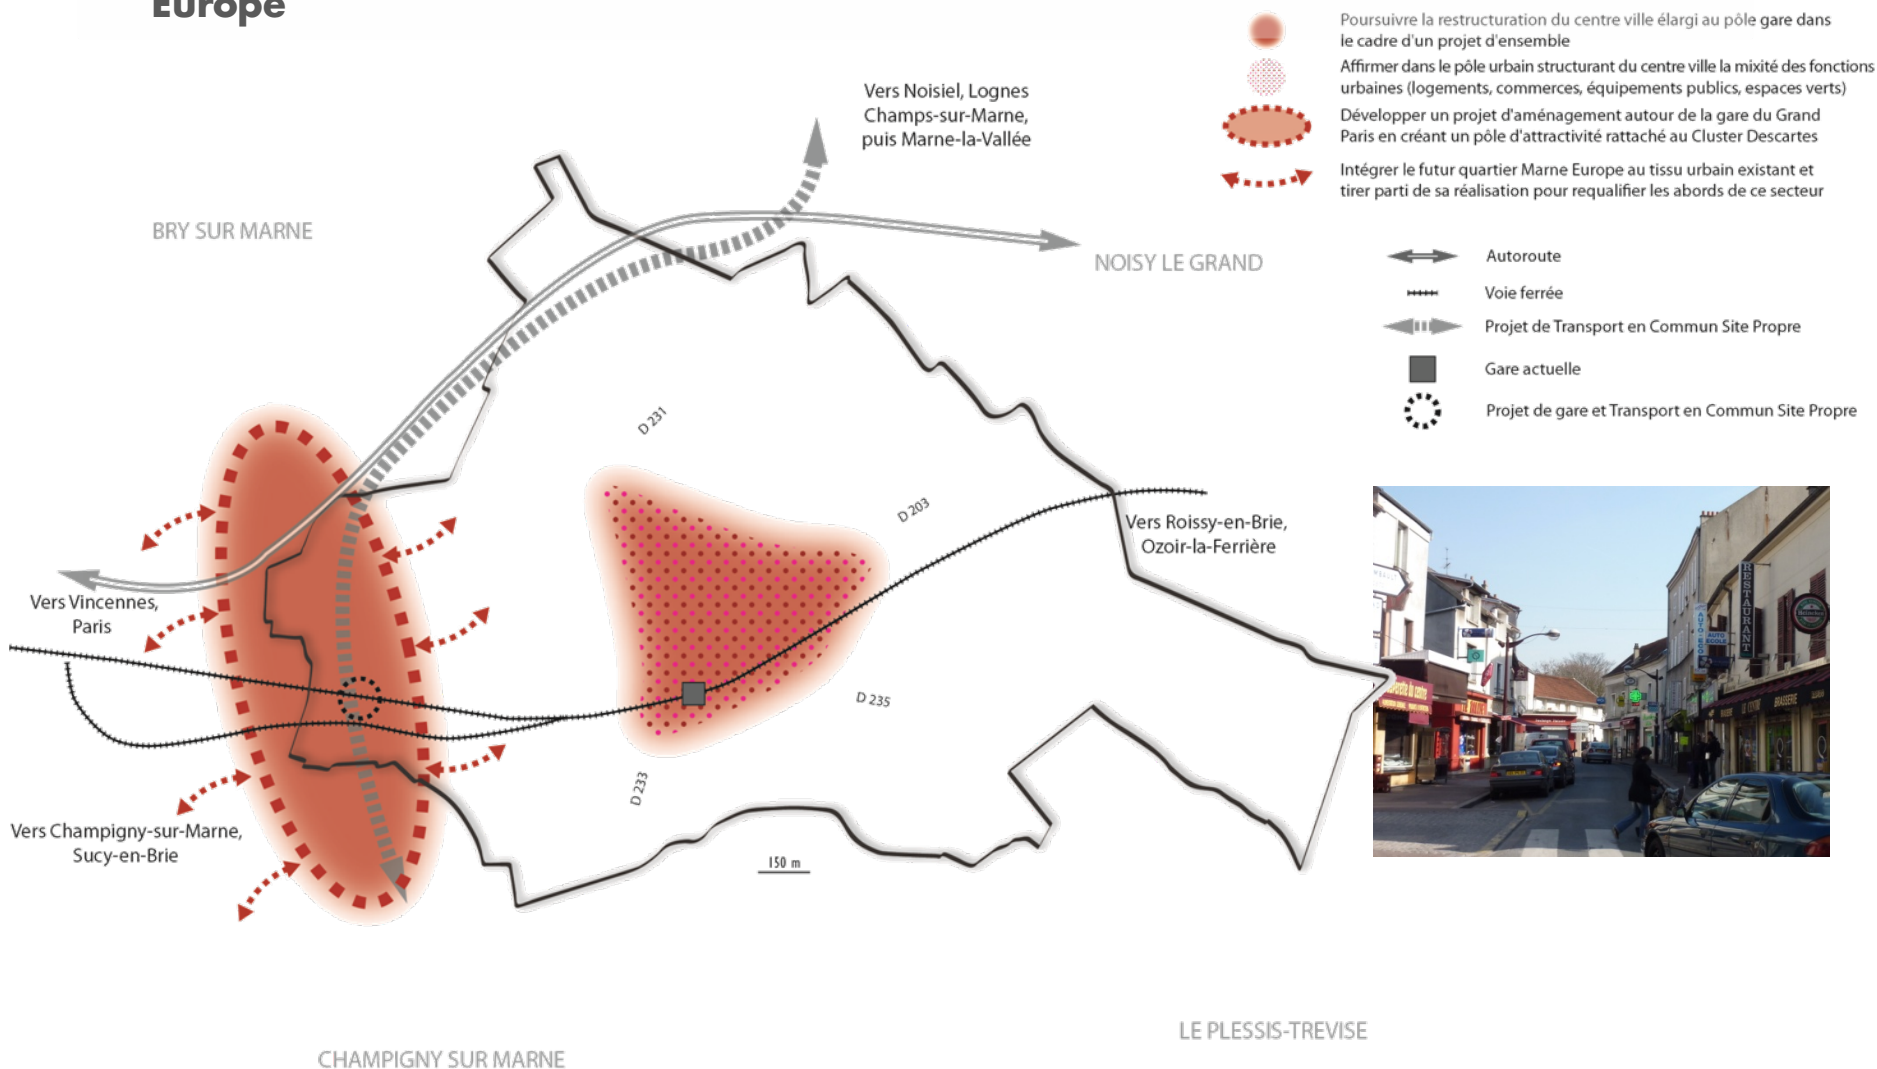 Europe
Poursuivre la restructuration du centre ville élargi au pôle gare dans
le cadre d'un projet d'ensemble
Affirmer dans le pôle urbain structurant du centre ville la mixité des fonctions
urbaines (logements, commerces, équipements publics, espaces verts)
Développer un projet d'aménagement autour de la gare du Grand
Paris en créant un pôle d'attractivité rattaché au Cluster Descartes
Intégrer le futur quartier Marne Europe au tissu urbain existant et
tirer parti de sa réalisation pour requalifier les abords de ce secteur
Autoroute
Voie ferrée
Projet de Transport en Commun Site Propre
Gare actuelle
Projet de gare et Transport en Commun Site Propre
Vers Noisiel, Lognes
Champs-sur-Marne,
puis Marne-la-Vallée
BRY SUR MARNE
NOISY LE GRAND
D 231
D 203
Vers Roissy-en-Brie,
Ozoir-la-Ferrière
Vers Vincennes,
Paris
D 235
D 233
Vers Champigny-sur-Marne,
Sucy-en-Brie
150 m
LE PLESSIS-TREVISE
CHAMPIGNY SUR MARNE
RESTAURANT
Heineken
AUTO-ECOLE
AUTO
ECOLE
BRASSERIE